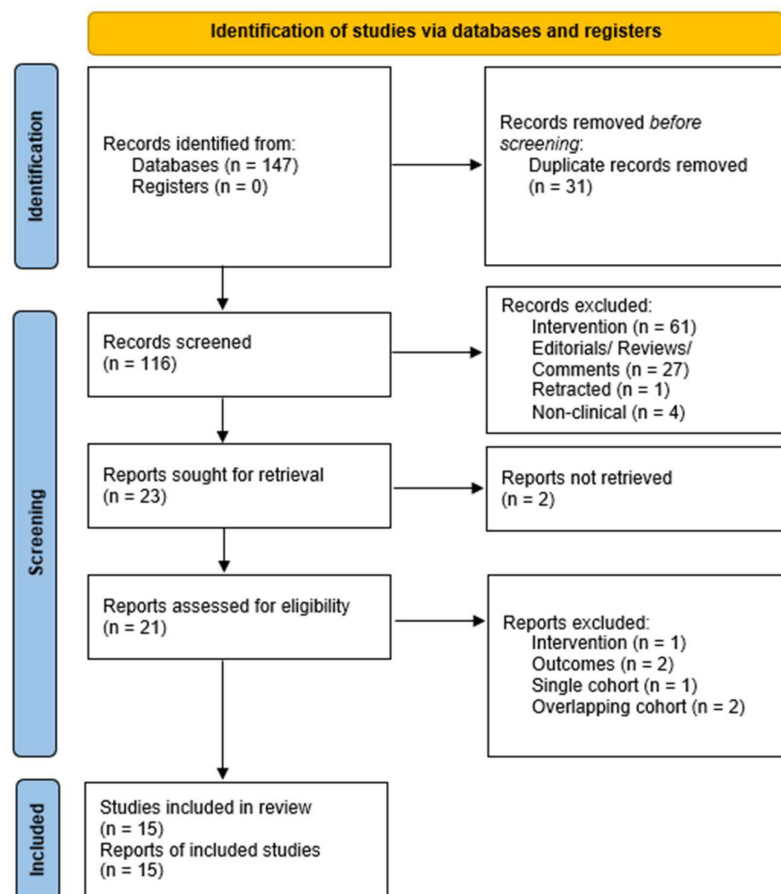 Identification of studies via databases and registers
Identification
Records identified from:
Databases (n = 147)
Registers (n = 0)
Records removed before
screening:
Duplicate records removed
(n = 31)
Screening
Records screened
(n = 116)
Records excluded:
Intervention (n = 61)
Editorials/ Reviews/
Comments (n = 27)
Retracted (n = 1)
Non-clinical (n = 4)
Reports sought for retrieval
(n = 23)
Reports not retrieved
(n = 2)
Reports assessed for eligibility
(n = 21)
Reports excluded:
Intervention (n = 1)
Outcomes (n = 2)
Single cohort (n = 1)
Overlapping cohort (n = 2)
Included
Studies included in review
(n = 15)
Reports of included studies
(n = 15)